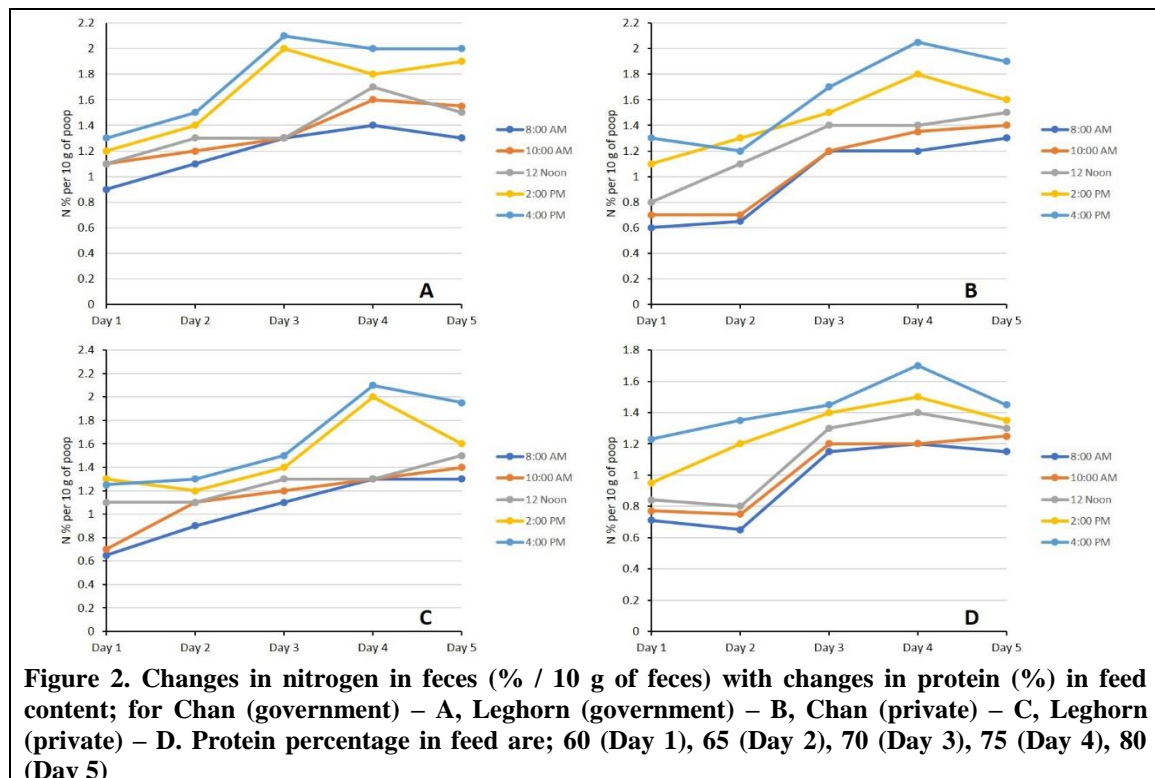 2.2
2
1.8
1.6
1.4
1.2
1
0.8
0.6
0.4
0.2
0
N % per 10 g of poop
Day 1 Day 2 Day 3 Day 4 Day 5
8:00 AM
10:00 AM
12 Noon
2:00 PM
4:00 PM
A
2.2
2
1.8
1.6
1.4
1.2
1
0.8
0.6
0.4
0.2
0
N % per 10 g of poop
Day 1 Day 2 Day 3 Day 4 Day 5
8:00 AM
10:00 AM
12 Noon
2:00 PM
4:00 PM
B
2.4
2.2
2
1.8
1.6
1.4
1.2
1
0.8
0.6
0.4
0.2
0
N % per 10 g of poop
Day 1 Day 2 Day 3 Day 4 Day 5
8:00 AM
10:00 AM
12 Noon
2:00 PM
4:00 PM
C
1.8
1.6
1.4
1.2
1
0.8
0.6
0.4
0.2
0
N % per 10 g of poop
Day 1 Day 2 Day 3 Day 4 Day 5
8:00 AM
10:00 AM
12 Noon
2:00 PM
4:00 PM
D
Figure 2. Changes in nitrogen in feces (% / 10 g of feces) with changes in protein (%) in feed
content; for Chan (government) – A, Leghorn (government) – B, Chan (private) – C, Leghorn
(private) – D. Protein percentage in feed are; 60 (Day 1), 65 (Day 2), 70 (Day 3), 75 (Day 4), 80
(Day 5)